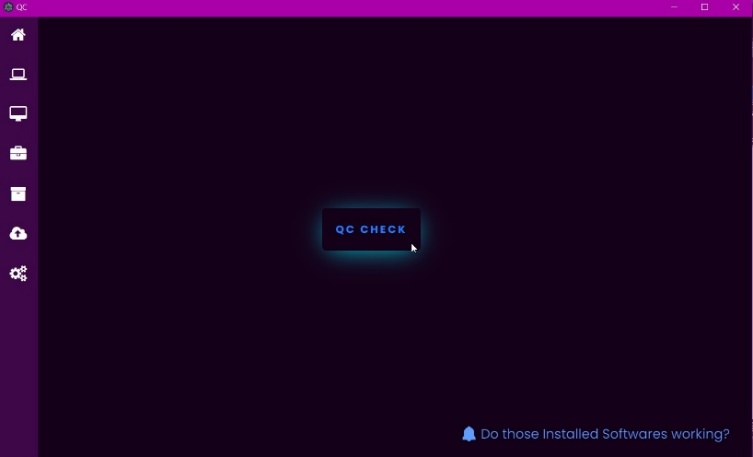 QC
QC CHECK
Do those Installed Softwares working?